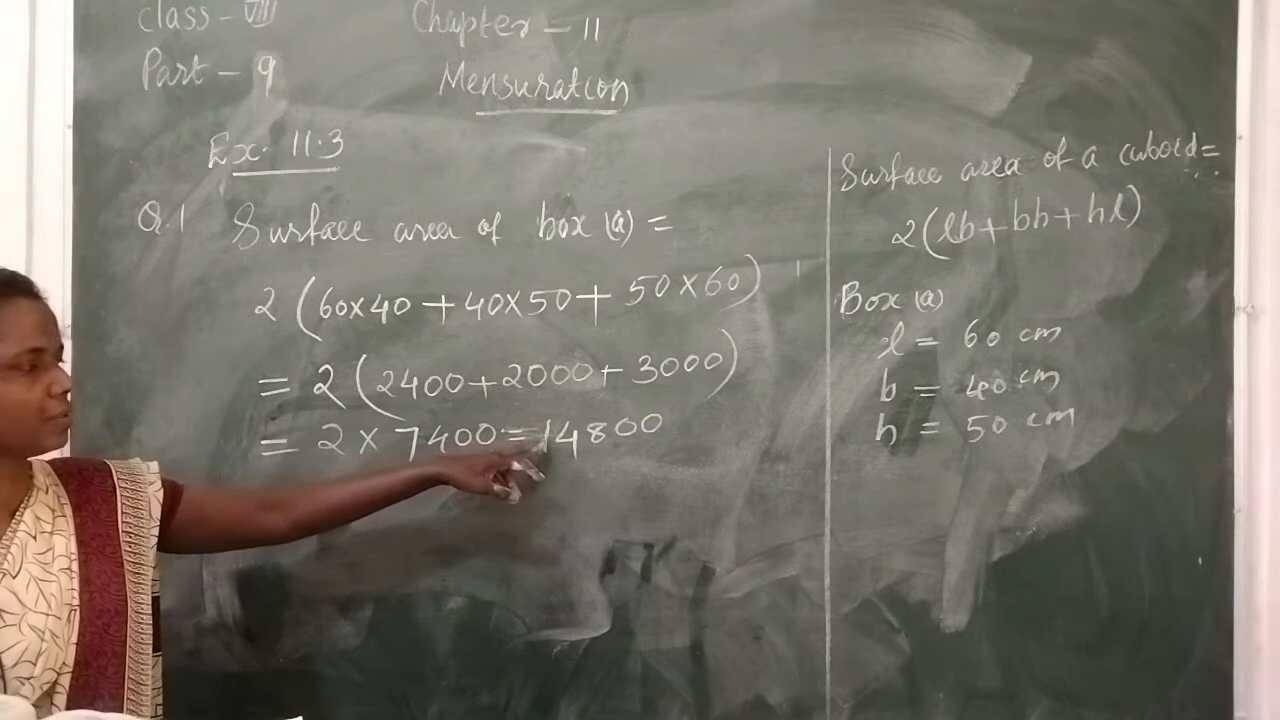 Class - VIII
Chapter - 11
Part - 9
Mensuration
Ex. 11.3
Q.1 Surface area of box (a) =
2 (60x40 + 40x50 + 50x60)
= 2 (2400+2000+3000)
= 2 x 7400 = 14800
Surface area of a cuboid =
2(lb+bh+hl)
Box (a)
l = 60 cm
b = 40 cm
h = 50 cm